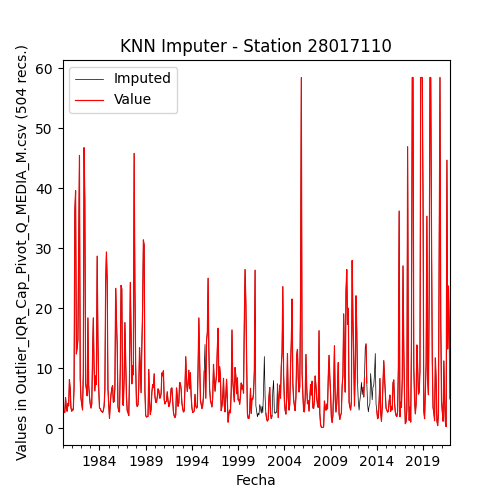 KNN Imputer - Station 28017110
Values in Outlier_IQR_Cap_Pivot_Q_MEDIA_M.csv (504 recs.)
60
50
40
30
20
10
0
Imputed
Value
1984 1989 1994 1999 2004 2009 2014 2019
Fecha